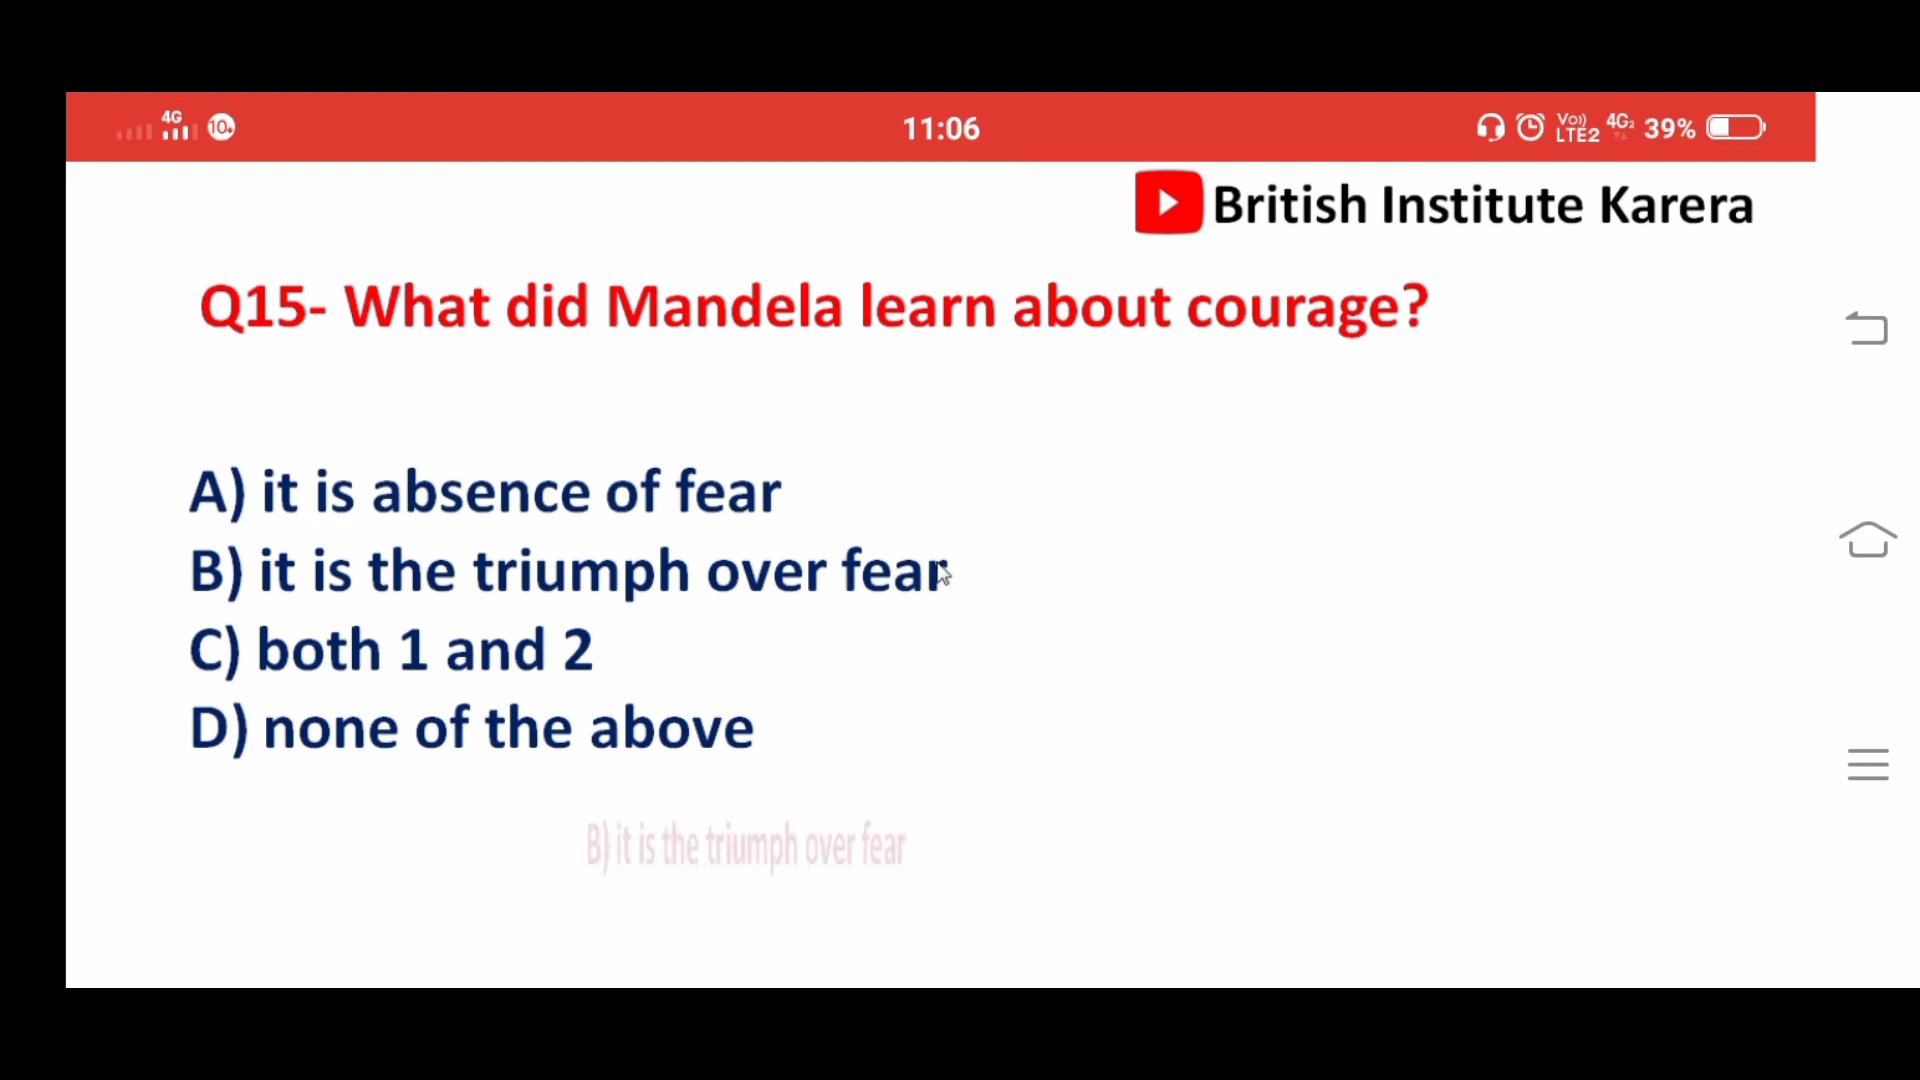 4G 10+ 11:06 Vo)) LTE2 4G2 39%
British Institute Karera
Q15- What did Mandela learn about courage?
A) it is absence of fear
B) it is the triumph over fear
C) both 1 and 2
D) none of the above
B) it is the triumph over fear